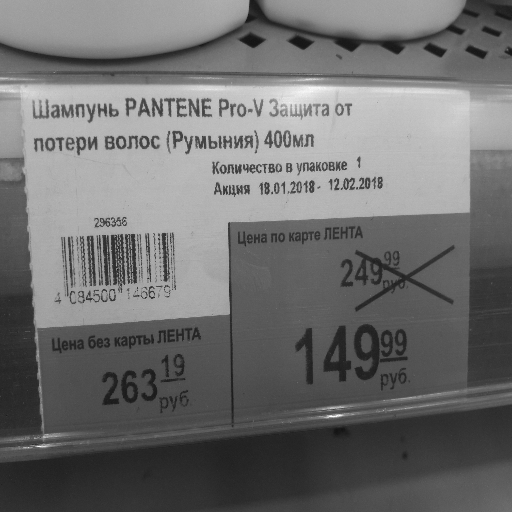 Шампунь PANTENE Pro-V Защита от
потери волос (Румыния) 400мл
Количество в упаковке 1
Акция 18.01.2018- 12.02.2018
296356
4 084500 146679
Цена без карты ЛЕНТА
263 19
руб.
Цена по карте ЛЕНТА
249 99
руб.
149 99
руб.